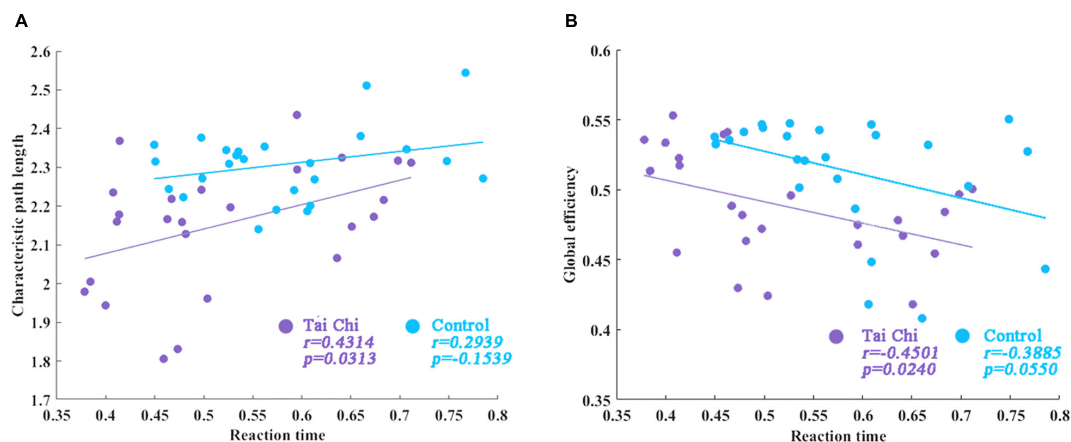 A
Characteristic path length
2.6
2.5
2.4
2.3
2.2
2.1
2
1.9
1.8
1.7
Tai Chi
r=0.4314
p=0.0313
Control
r=0.2939
p=-0.1539
0.35 0.4 0.45 0.5 0.55 0.6 0.65 0.7 0.75 0.8
Reaction time
B
Global efficiency
0.6
0.55
0.5
0.45
0.4
0.35
Tai Chi
r=-0.4501
p=0.0240
Control
r=-0.3885
p=0.0550
0.35 0.4 0.45 0.5 0.55 0.6 0.65 0.7 0.75 0.8
Reaction time